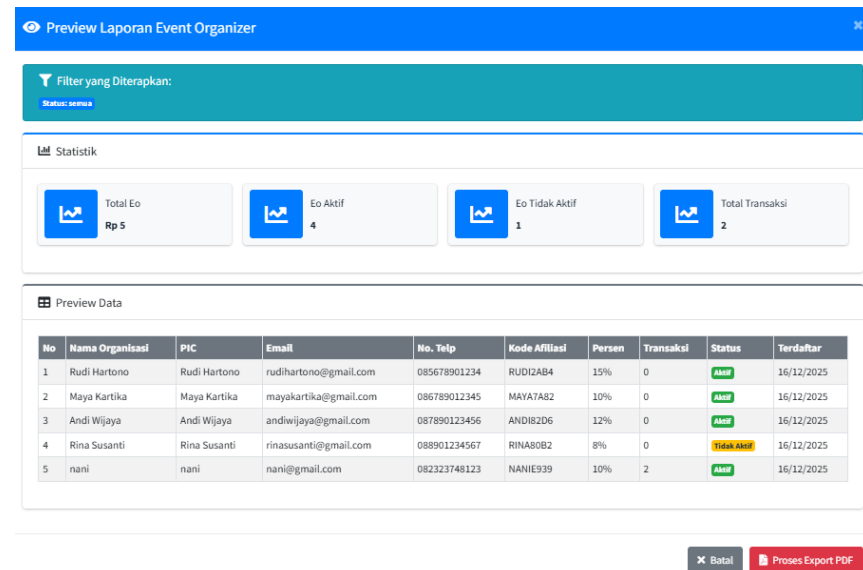 Preview Laporan Event Organizer ×
Filter yang Diterapkan:
Status: semua
Statistik
Total Eo
Rp 5
Eo Aktif
4
Eo Tidak Aktif
1
Total Transaksi
2
Preview Data
No Nama Organisasi PIC Email No. Telp Kode Afiliasi Persen Transaksi Status Terdaftar
1 Rudi Hartono Rudi Hartono rudihartono@gmail.com 085678901234 RUDI2AB4 15% 0 Aktif 16/12/2025
2 Maya Kartika Maya Kartika mayakartika@gmail.com 086789012345 MAYA7A82 10% 0 Aktif 16/12/2025
3 Andi Wijaya Andi Wijaya andiwijaya@gmail.com 087890123456 ANDI82D6 12% 0 Aktif 16/12/2025
4 Rina Susanti Rina Susanti rinasusanti@gmail.com 088901234567 RINA80B2 8% 0 Tidak Aktif 16/12/2025
5 nani nani nani@gmail.com 082323748123 NANIE939 10% 2 Aktif 16/12/2025
× Batal Proses Export PDF